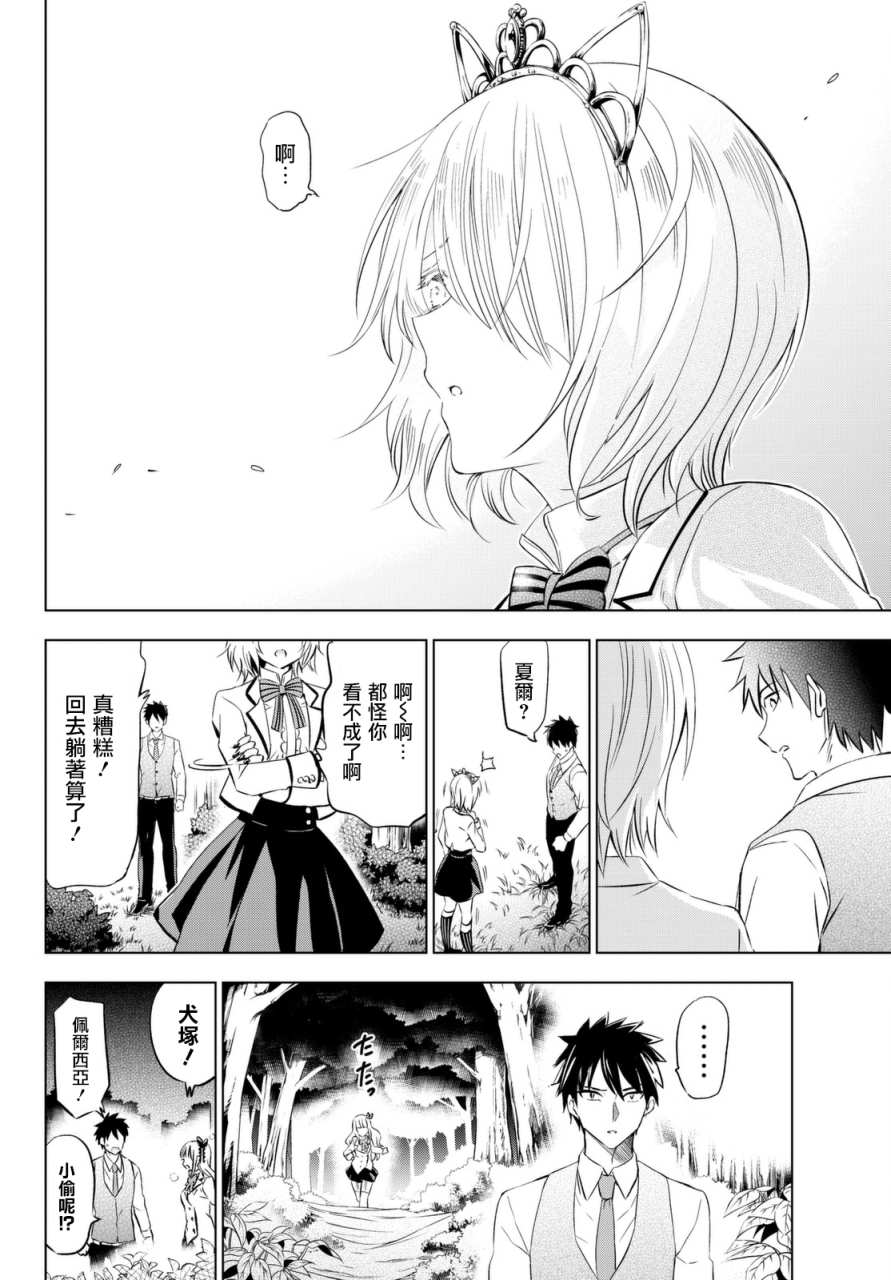 啊…
夏爾？
啊～啊…
都怪你
看不成了啊
真糟糕！
回去躺著算了！
……
たたっ
犬塚！
佩爾西亞！
小偷呢!?